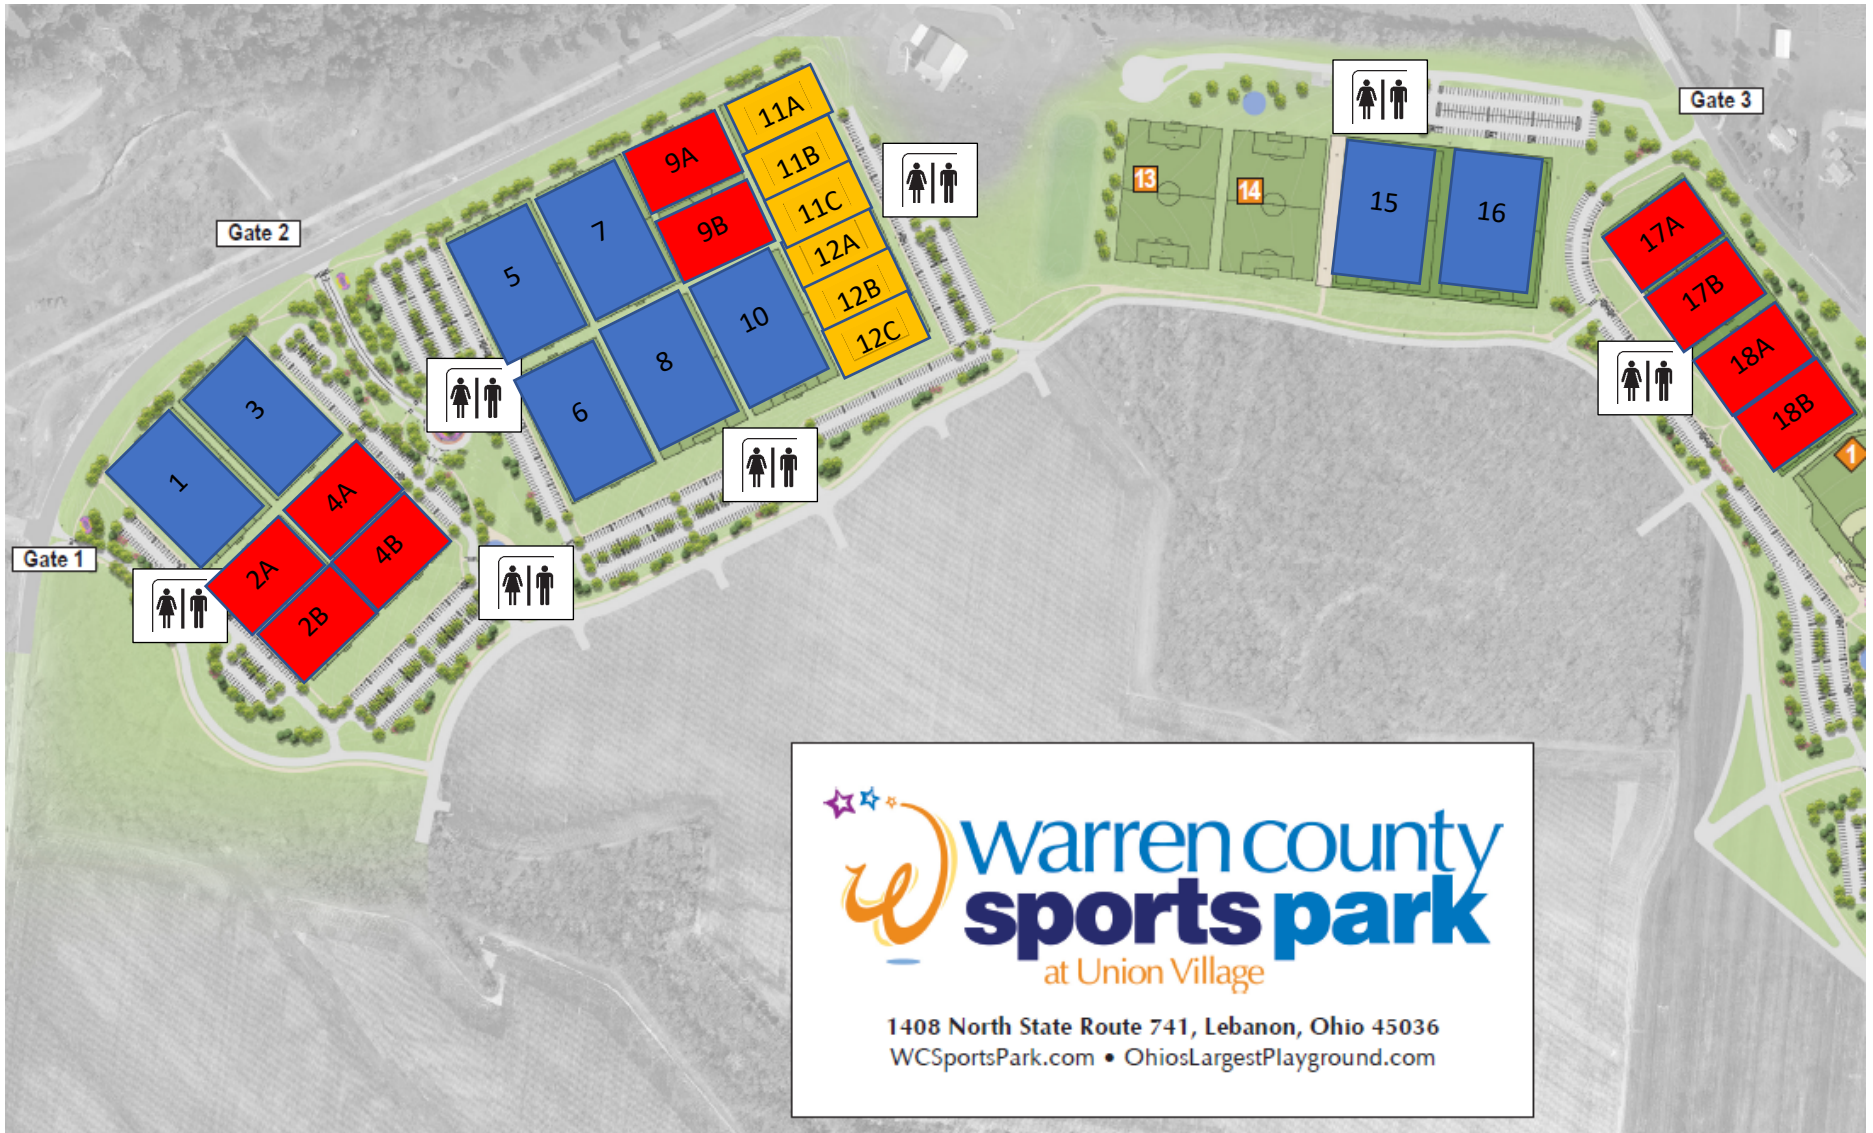 11A
11B
11C
12A
12B
12C
9A
9B
7
5
10
8
6
3
1
4A
4B
2A
2B
13
14
15
16
17A
17B
18A
18B
1
Gate 1
Gate 2
Gate 3
warren county
sports park
at Union Village
1408 North State Route 741, Lebanon, Ohio 45036
WCSportsPark.com • OhiosLargestPlayground.com